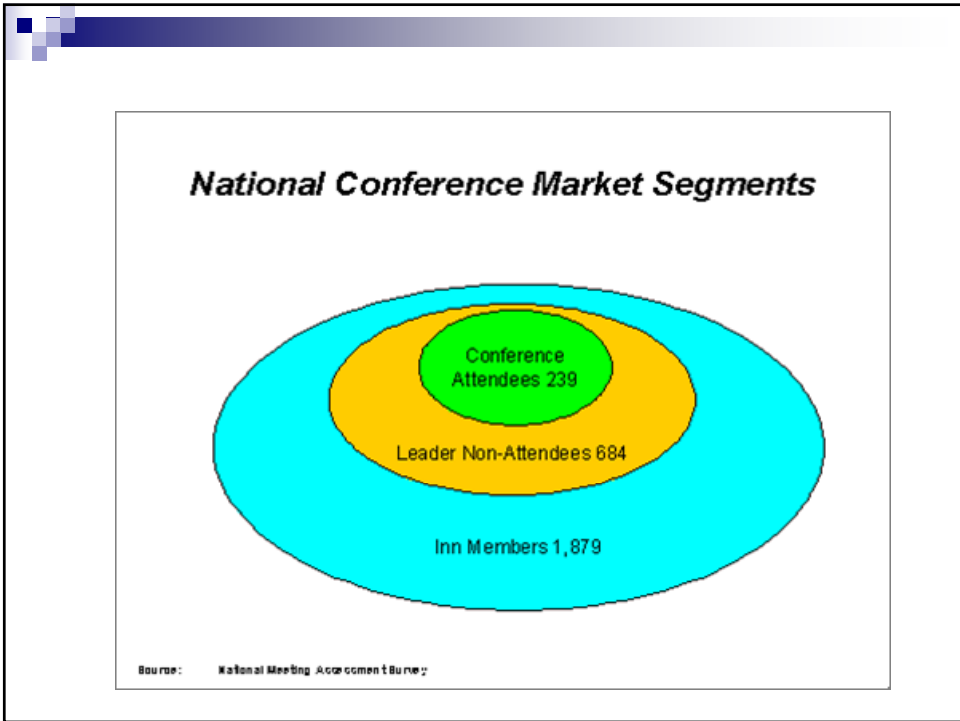 National Conference Market Segments
Conference
Attendees 239
Leader Non-Attendees 684
Inn Members 1,879
Source: National Meeting Assessment Survey